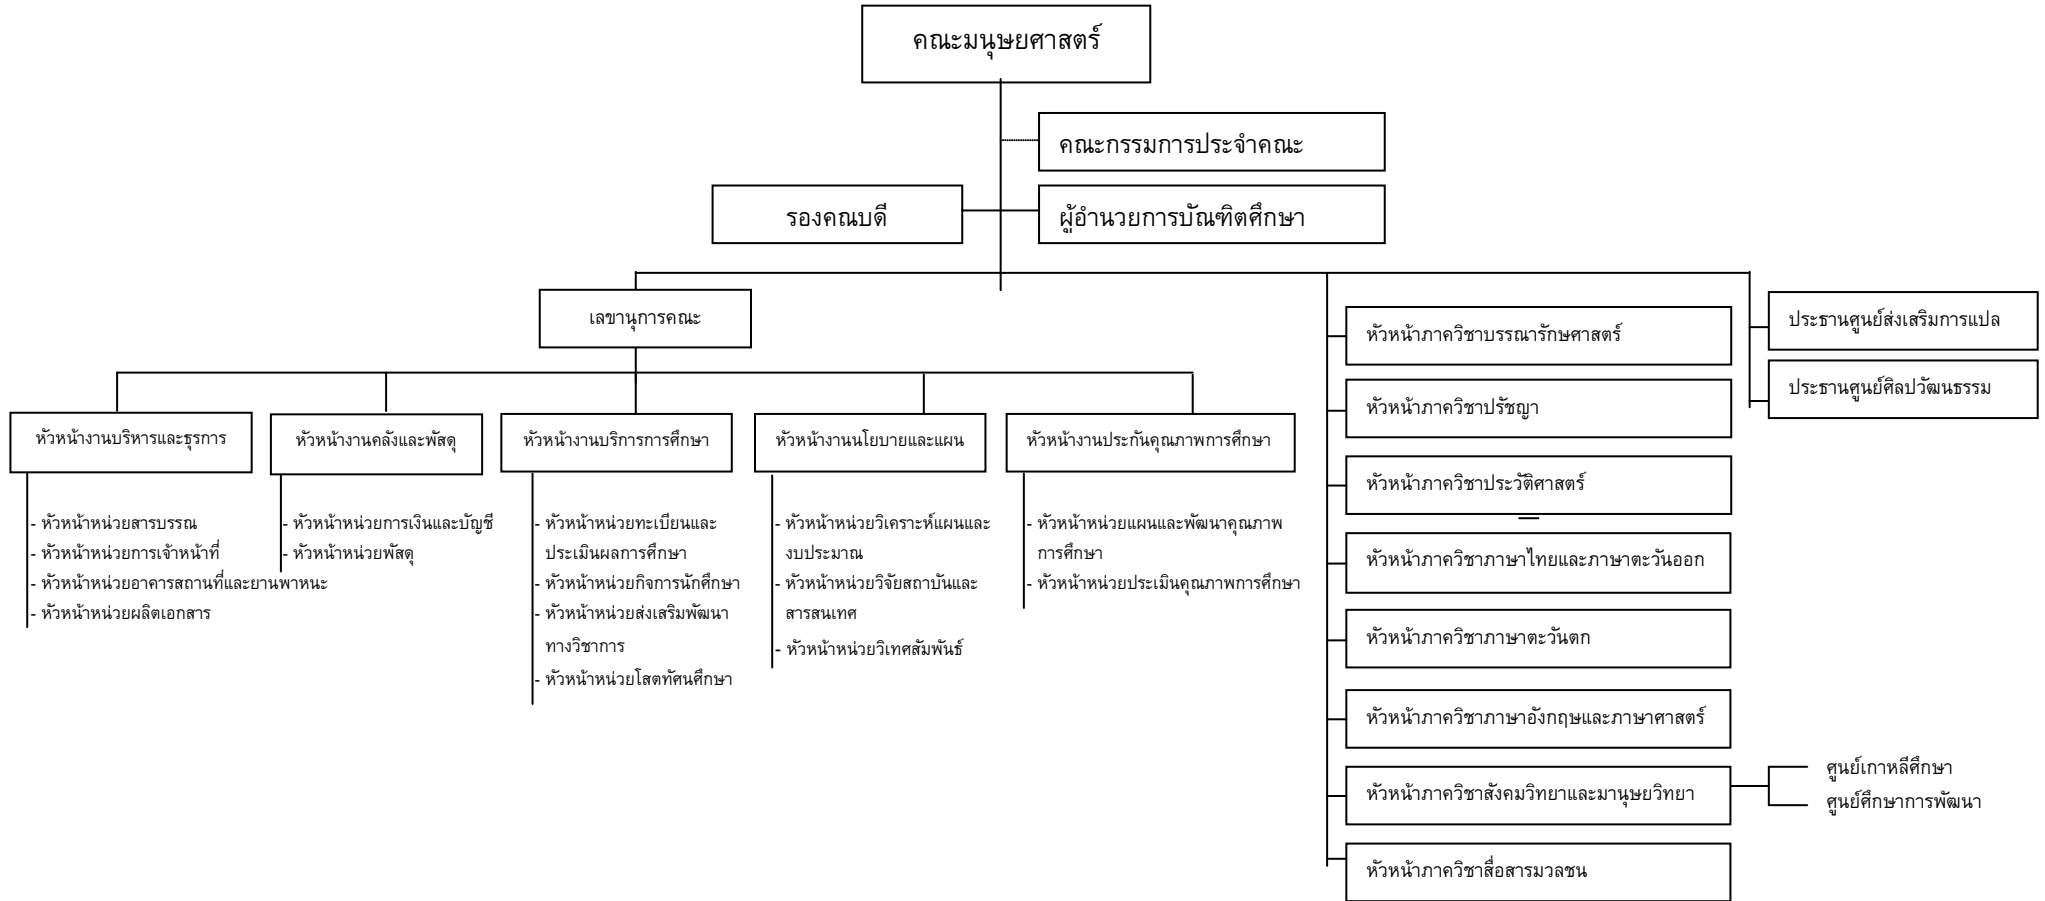 คณะมนุษยศาสตร์
คณะกรรมการประจำคณะ
รองคณบดี
ผู้อำนวยการบัณฑิตศึกษา
เลขานุการคณะ
หัวหน้างานบริหารและธุรการ
- หัวหน้าหน่วยสารบรรณ
- หัวหน้าหน่วยการเจ้าหน้าที่
- หัวหน้าหน่วยอาคารสถานที่และยานพาหนะ
- หัวหน้าหน่วยผลิตเอกสาร
หัวหน้างานคลังและพัสดุ
- หัวหน้าหน่วยการเงินและบัญชี
- หัวหน้าหน่วยพัสดุ
หัวหน้างานบริการการศึกษา
- หัวหน้าหน่วยทะเบียนและ
ประเมินผลการศึกษา
- หัวหน้าหน่วยกิจการนักศึกษา
- หัวหน้าหน่วยส่งเสริมพัฒนา
ทางวิชาการ
- หัวหน้าหน่วยโสตทัศนศึกษา
หัวหน้างานนโยบายและแผน
- หัวหน้าหน่วยวิเคราะห์แผนและ
งบประมาณ
- หัวหน้าหน่วยวิจัยสถาบันและ
สารสนเทศ
- หัวหน้าหน่วยวิเทศสัมพันธ์
หัวหน้างานประกันคุณภาพการศึกษา
- หัวหน้าหน่วยแผนและพัฒนาคุณภาพ
การศึกษา
- หัวหน้าหน่วยประเมินคุณภาพการศึกษา
หัวหน้าภาควิชาบรรณารักษศาสตร์
หัวหน้าภาควิชาปรัชญา
หัวหน้าภาควิชาประวัติศาสตร์
หัวหน้าภาควิชาภาษาไทยและภาษาตะวันออก
หัวหน้าภาควิชาภาษาตะวันตก
หัวหน้าภาควิชาภาษาอังกฤษและภาษาศาสตร์
หัวหน้าภาควิชาสังคมวิทยาและมานุษยวิทยา
ศูนย์เกาหลีศึกษา
ศูนย์ศึกษาการพัฒนา
หัวหน้าภาควิชาสื่อสารมวลชน
ประธานศูนย์ส่งเสริมการแปล
ประธานศูนย์ศิลปวัฒนธรรม